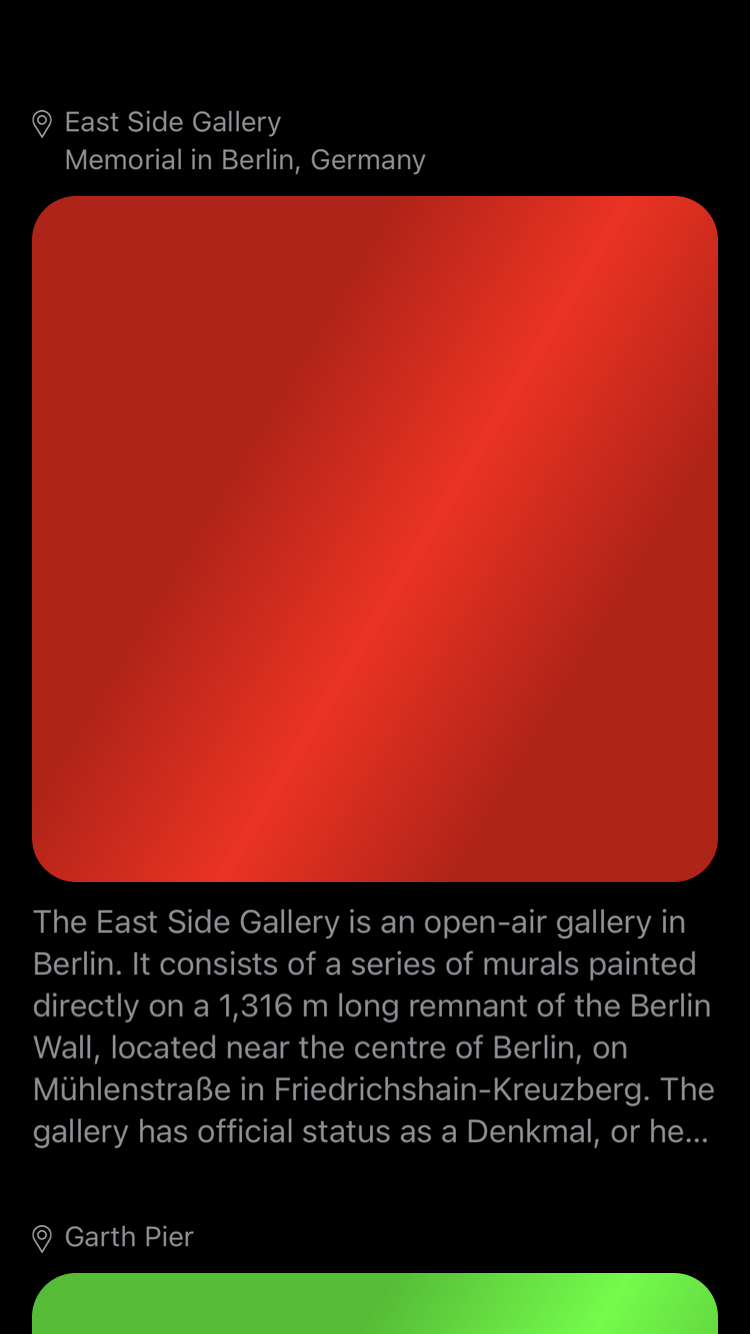 East Side Gallery
Memorial in Berlin, Germany
The East Side Gallery is an open-air gallery in
Berlin. It consists of a series of murals painted
directly on a 1,316 m long remnant of the Berlin
Wall, located near the centre of Berlin, on
Mühlenstraße in Friedrichshain-Kreuzberg. The
gallery has official status as a Denkmal, or he...
Garth Pier